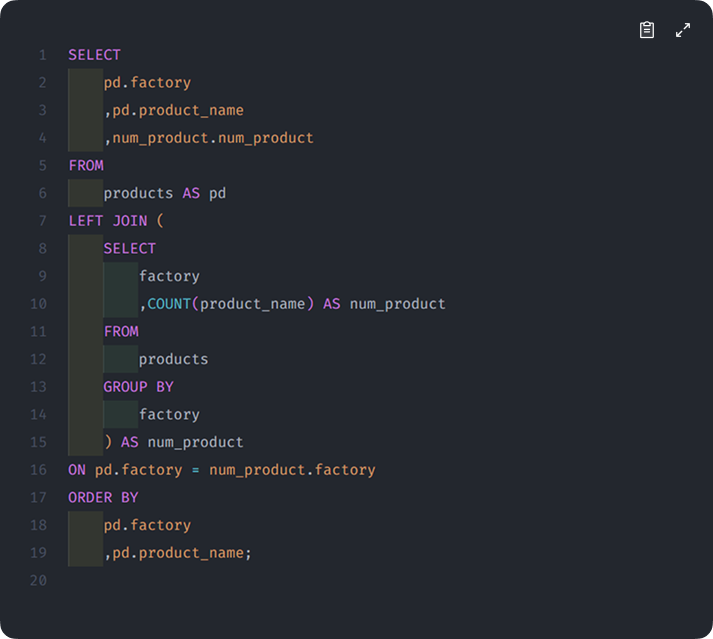 1 SELECT
2     pd.factory
3     ,pd.product_name
4     ,num_product.num_product
5 FROM
6     products AS pd
7 LEFT JOIN (
8     SELECT
9         factory
10         ,COUNT(product_name) AS num_product
11     FROM
12         products
13     GROUP BY
14         factory
15     ) AS num_product
16 ON pd.factory = num_product.factory
17 ORDER BY
18     pd.factory
19     ,pd.product_name;
20